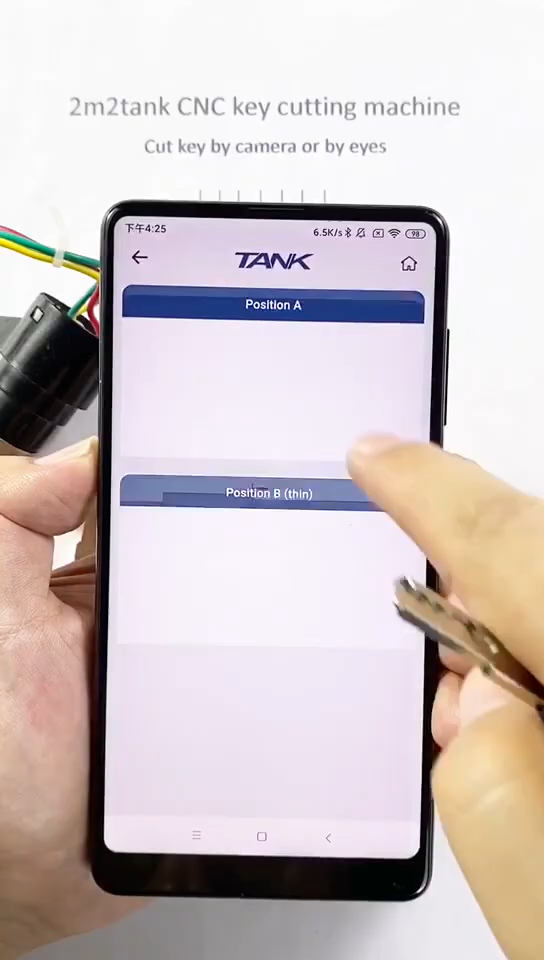 2m2tank CNC key cutting machine
Cut key by camera or by eyes
下午4:25
6.5K/s
98
TANK
Position A
Position B (thin)